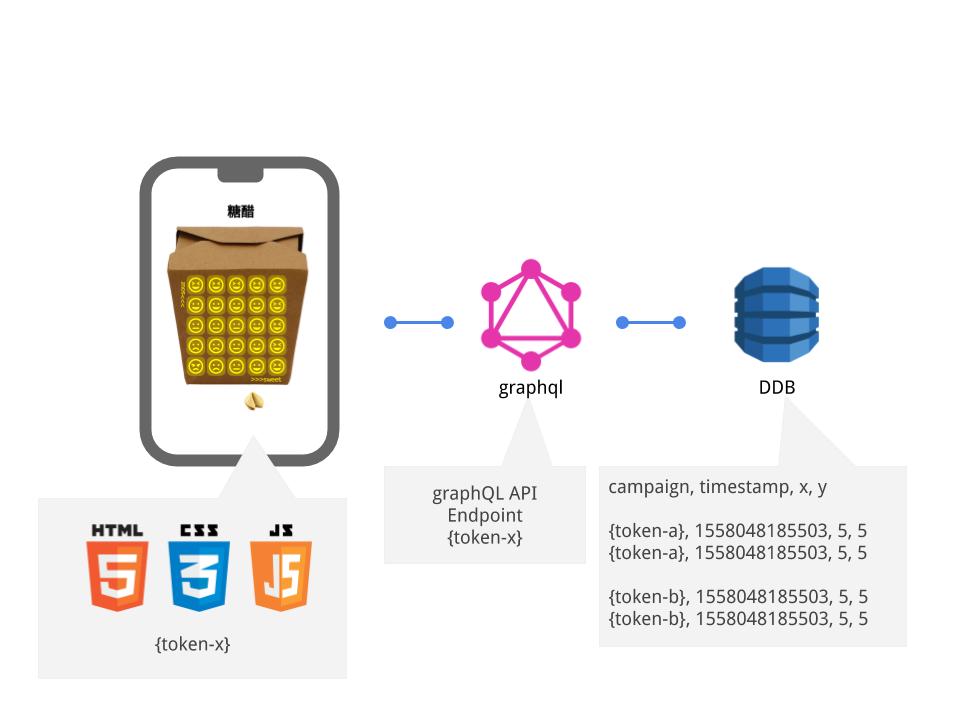 糖醋
>>>sweet
graphql
DDB
HTML
5
CSS
3
JS
JS
{token-x}
graphQL API
Endpoint
{token-x}
campaign, timestamp, x, y
{token-a}, 1558048185503, 5, 5
{token-a}, 1558048185503, 5, 5
{token-b}, 1558048185503, 5, 5
{token-b}, 1558048185503, 5, 5